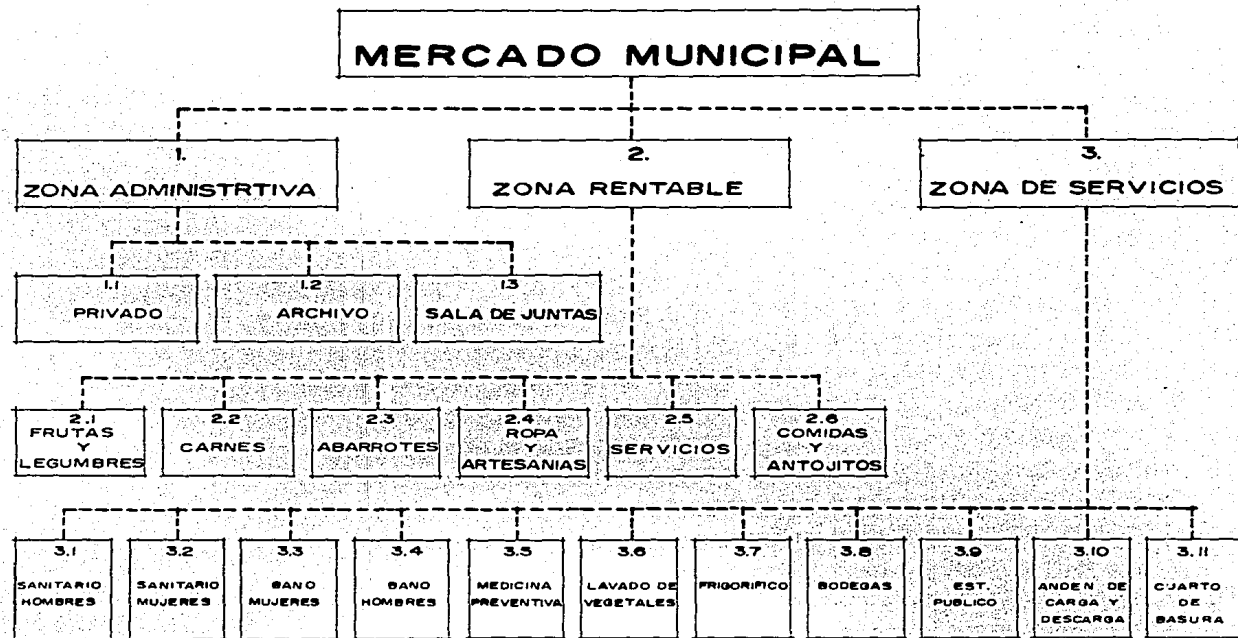 MERCADO MUNICIPAL
1.
ZONA ADMINISTRTIVA
2.
ZONA RENTABLE
3.
ZONA DE SERVICIOS
1.1
PRIVADO
1.2
ARCHIVO
1.3
SALA DE JUNTAS
2.1
FRUTAS
Y
LEGUMBRES
2.2
CARNES
2.3
ABARROTES
2.4
ROPA
Y
ARTESANIAS
2.5
SERVICIOS
2.6
COMIDAS
Y
ANTOJITOS
3.1
SANITARIO
HOMBRES
3.2
SANITARIO
MUJERES
3.3
BANO
MUJERES
3.4
BANO
HOMBRES
3.5
MEDICINA
PREVENTIVA
3.6
LAVADO DE
VEGETALES
3.7
FRIGORIFICO
3.8
BODEGAS
3.9
EST.
PUBLICO
3.10
ANDEN DE
CARGA Y
DESCARGA
3.11
CUARTO
DE
BASURA